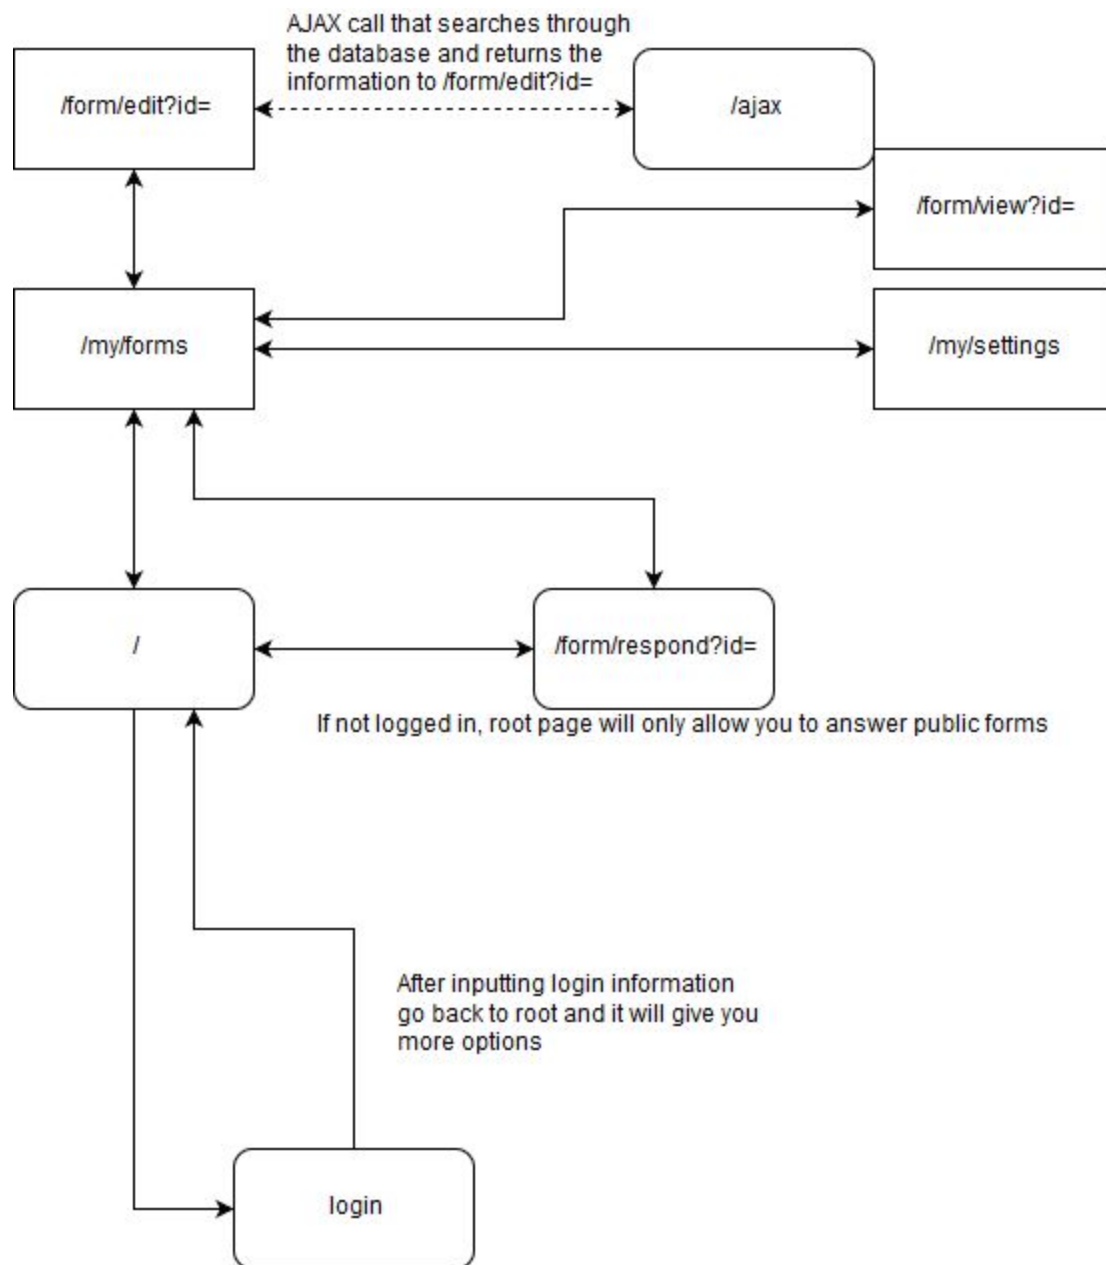 AJAX call that searches through
the database and returns the
information to /form/edit?id=
/form/edit?id=
/ajax
/form/view?id=
/my/forms
/my/settings
/
/form/respond?id=
If not logged in, root page will only allow you to answer public forms
After inputting login information
go back to root and it will give you
more options
login